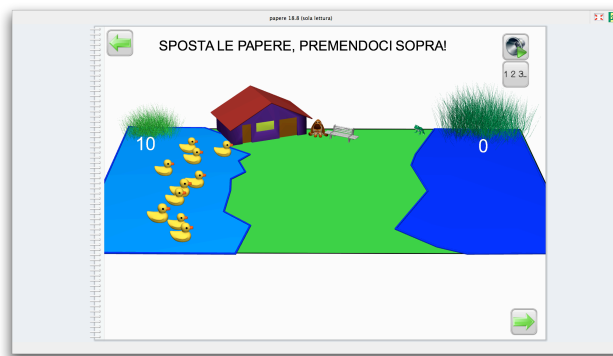 papere 18.8 (sola lettura)
SPOSTA LE PAPERE, PREMENDOCI SOPRA!
1 2 3..
10
0